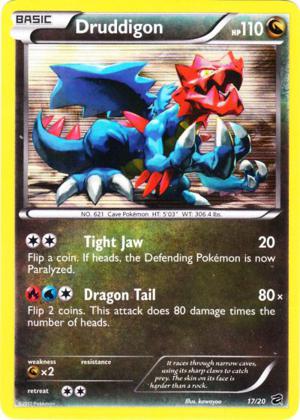 BASIC
Druddigon
HP110
NO. 621 Cave Pokémon HT: 5'03" WT: 306.4 lbs.
Tight Jaw 20
Flip a coin. If heads, the Defending Pokémon is now
Paralyzed.
Dragon Tail 80×
Flip 2 coins. This attack does 80 damage times the
number of heads.
weakness resistance
×2
retreat
It races through narrow caves,
using its sharp claws to catch
prey. The skin on its face is
harder than a rock.
Illus. kawayoo 17/20